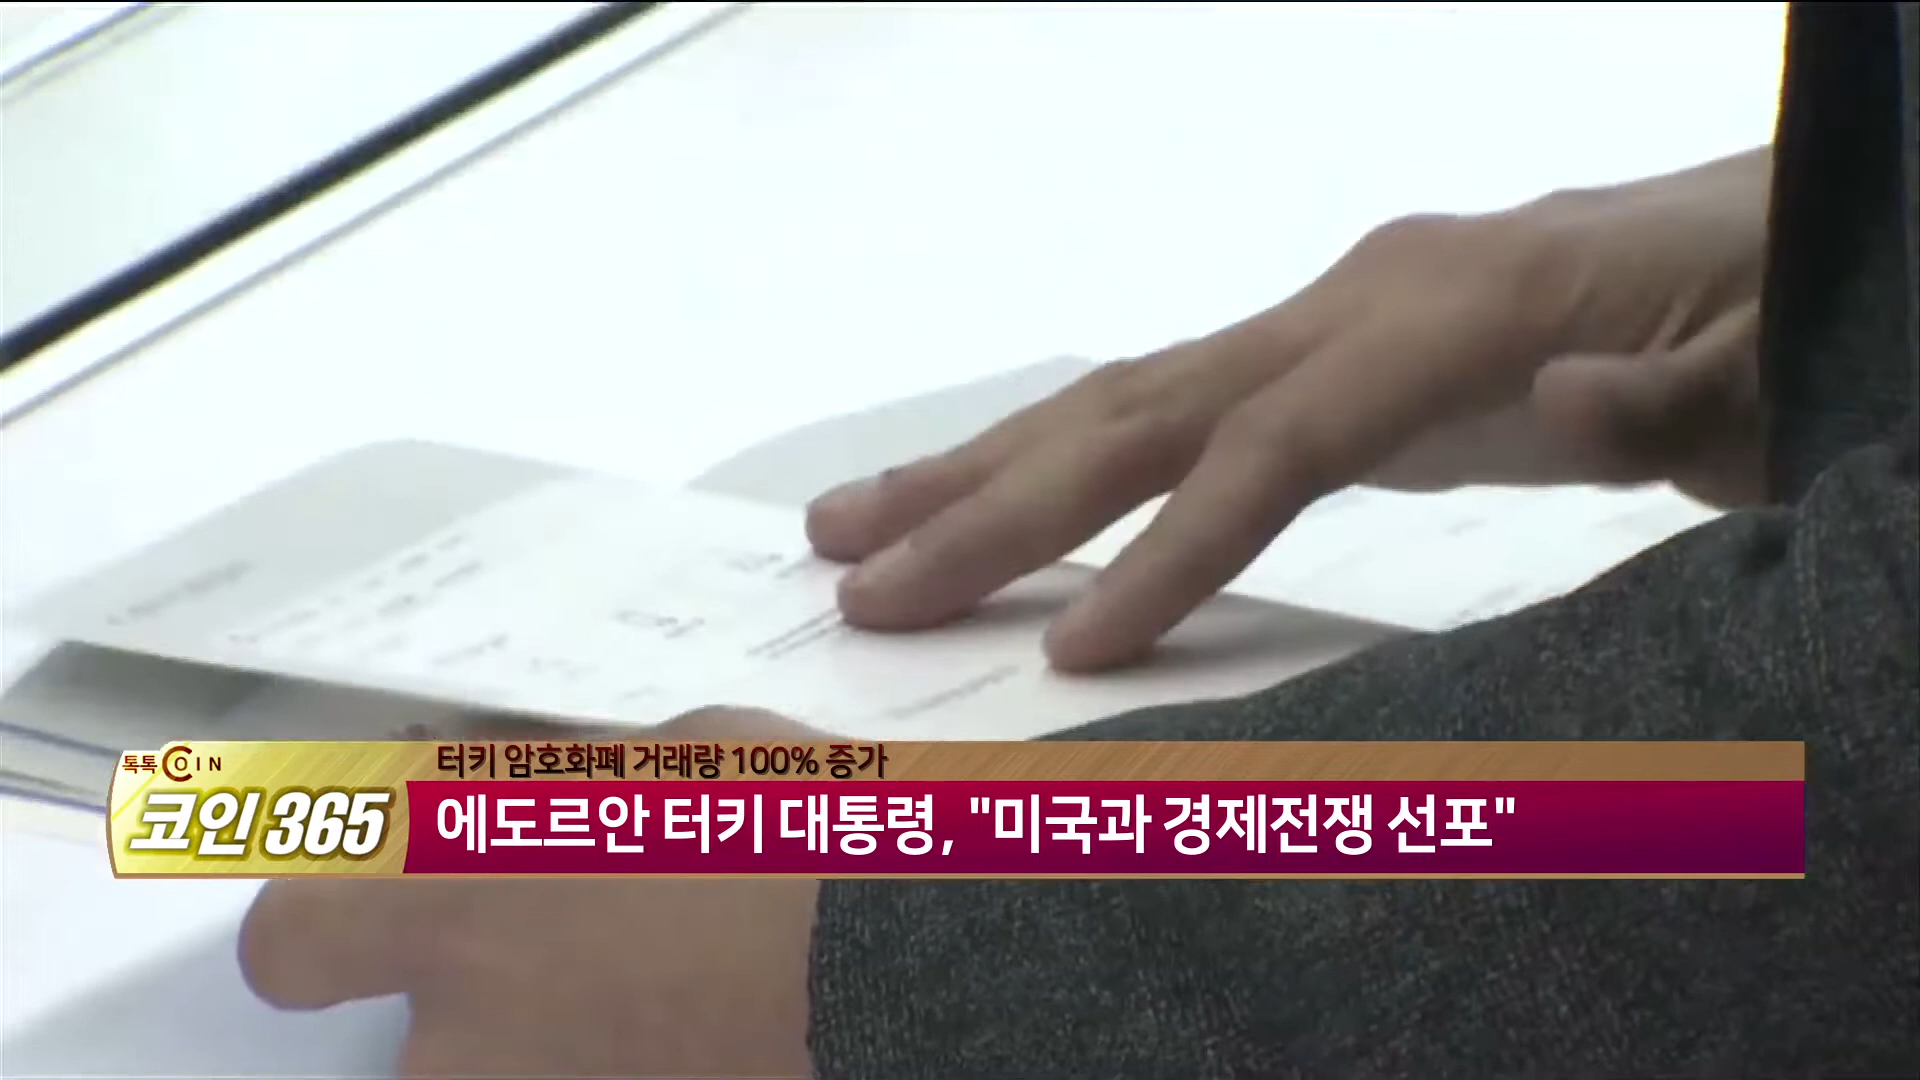 터키 암호화폐 거래량 100% 증가
톡톡 COIN
코인 365
에도르안 터키 대통령, "미국과 경제전쟁 선포"